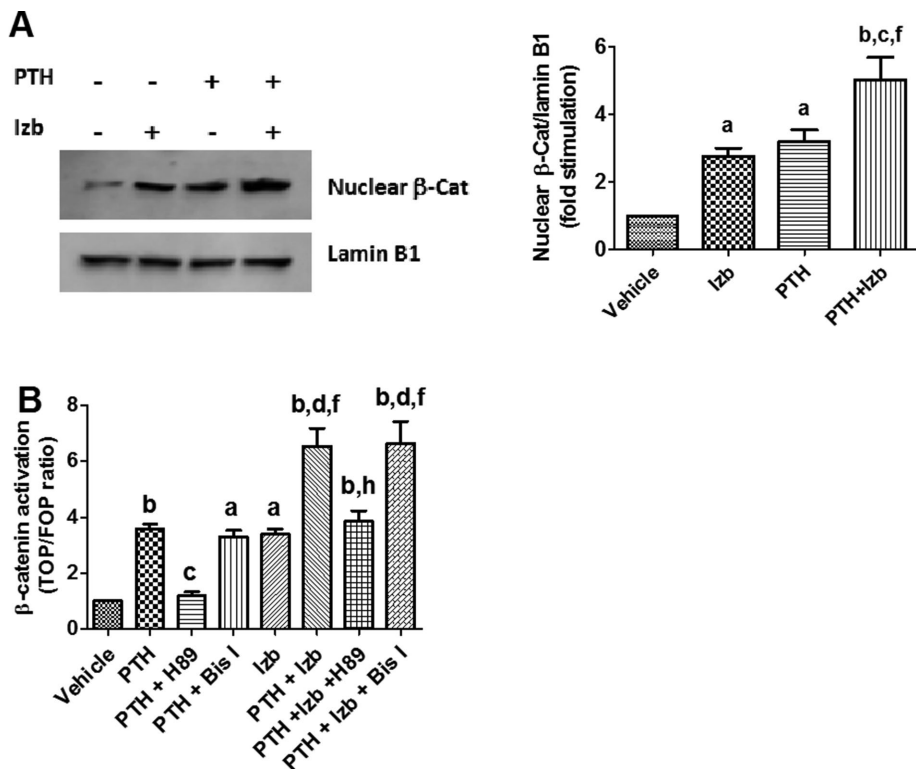 A
PTH - - + +
Izb - + - +
Nuclear β-Cat
Lamin B1
Nuclear β-Cat/lamin B1
(fold stimulation)
6
4
2
0
a
a
b,c,f
Vehicle
Izb
PTH
PTH+Izb
B
β-catenin activation
(TOP/FOP ratio)
8
6
4
2
0
b
c
a
a
b,d,f
b,h
b,d,f
Vehicle
PTH
PTH + H89
PTH + Bis I
Izb
PTH + Izb
PTH +Izb +H89
PTH + Izb + Bis I